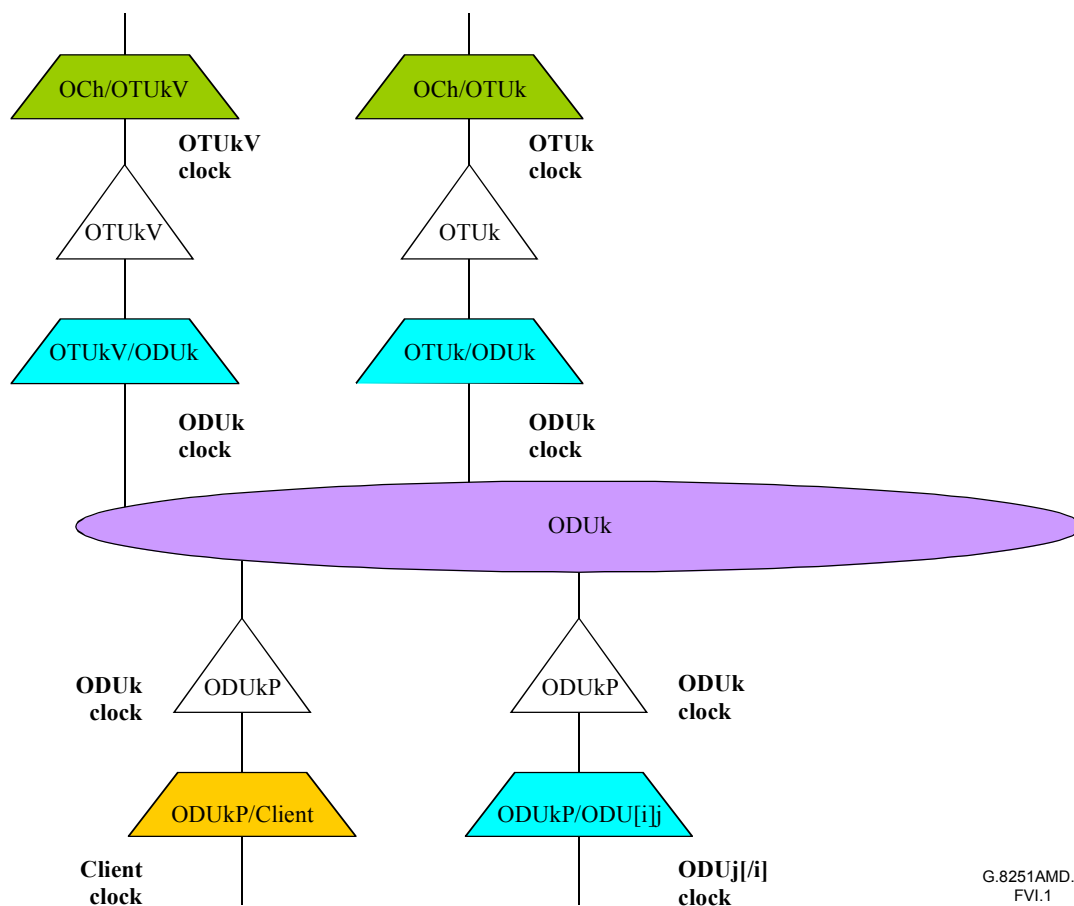 OCh/OTUkV
OCh/OTUk
OTUkV
clock
OTUk
clock
OTUkV
OTUk
OTUkV/ODUk
OTUk/ODUk
ODUk
clock
ODUk
clock
ODUk
ODUk
clock
ODUkP
ODUkP
ODUk
clock
ODUkP/Client
ODUkP/ODU[i]j
Client
clock
ODUj[/i]
clock
G.8251AMD.
FVI.1